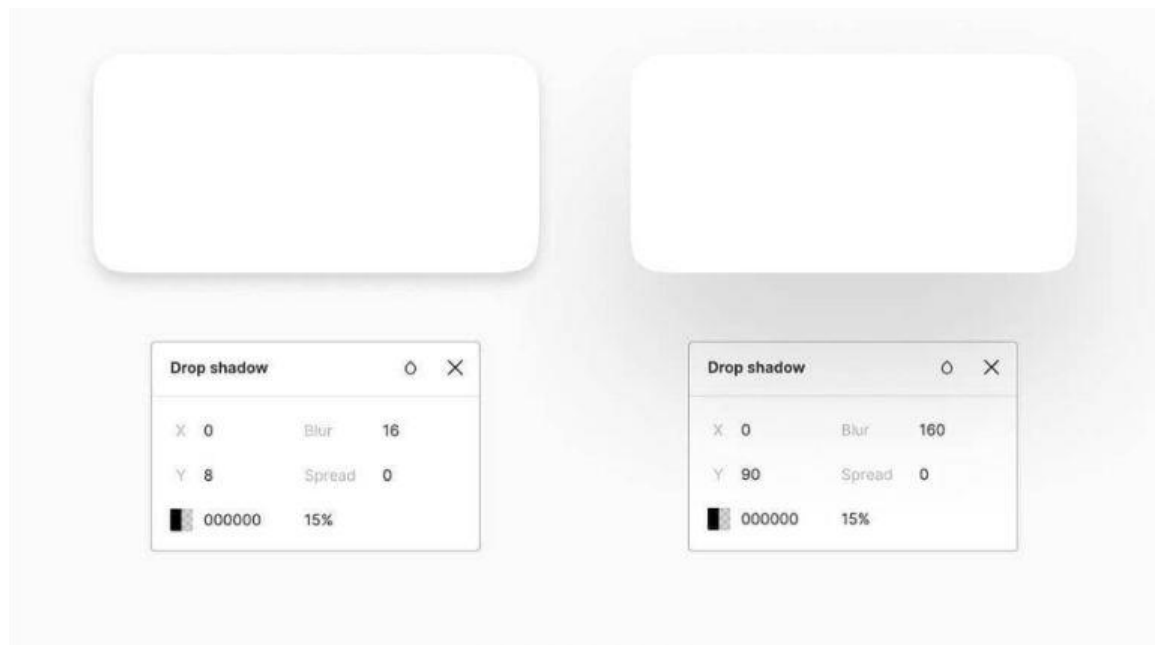 Drop shadow
X 0 Blur 16
Y 8 Spread 0
000000 15%
Drop shadow
X 0 Blur 160
Y 90 Spread 0
000000 15%